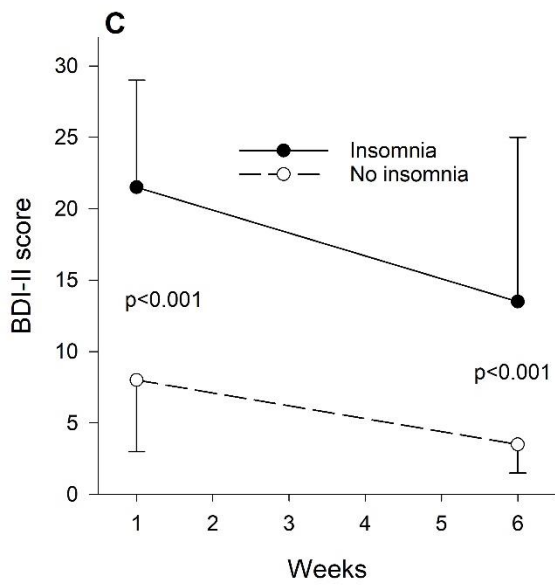 C
30
25
20
15
10
5
0
BDI-II score
Insomnia
No insomnia
p<0.001
p<0.001
1 2 3 4 5 6
Weeks